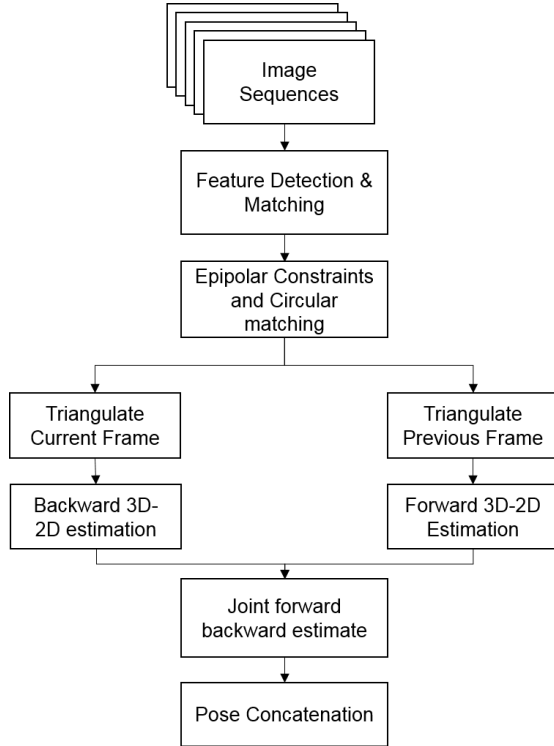 Image
Sequences
Feature Detection &
Matching
Epipolar Constraints
and Circular
matching
Triangulate
Current Frame
Triangulate
Previous Frame
Backward 3D-
2D estimation
Forward 3D-2D
Estimation
Joint forward
backward estimate
Pose Concatenation